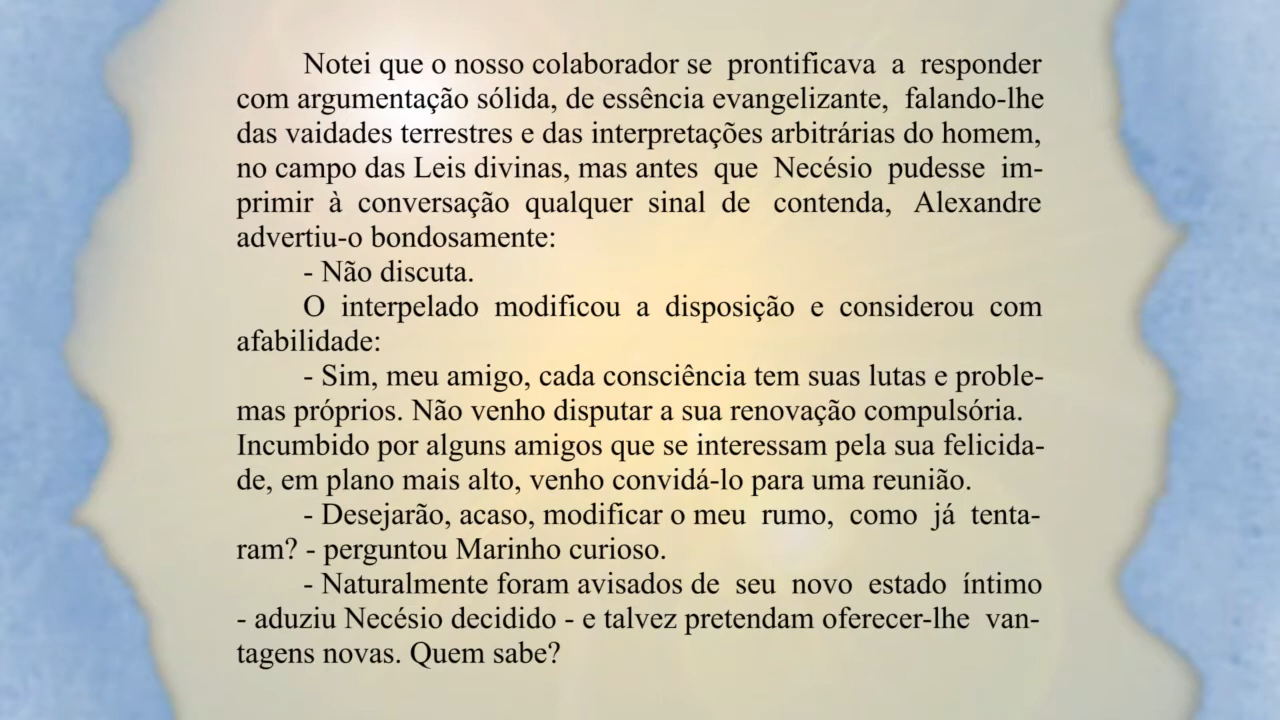 Notei que o nosso colaborador se prontificava a responder
com argumentação sólida, de essência evangelizante, falando-lhe
das vaidades terrestres e das interpretações arbitrárias do homem,
no campo das Leis divinas, mas antes que Necésio pudesse im-
primir à conversação qualquer sinal de contenda, Alexandre
advertiu-o bondosamente:
- Não discuta.
O interpelado modificou a disposição e considerou com
afabilidade:
- Sim, meu amigo, cada consciência tem suas lutas e proble-
mas próprios. Não venho disputar a sua renovação compulsória.
Incumbido por alguns amigos que se interessam pela sua felicida-
de, em plano mais alto, venho convidá-lo para uma reunião.
- Desejarão, acaso, modificar o meu rumo, como já tenta-
ram? - perguntou Marinho curioso.
- Naturalmente foram avisados de seu novo estado íntimo
- aduziu Necésio decidido - e talvez pretendam oferecer-lhe van-
tagens novas. Quem sabe?